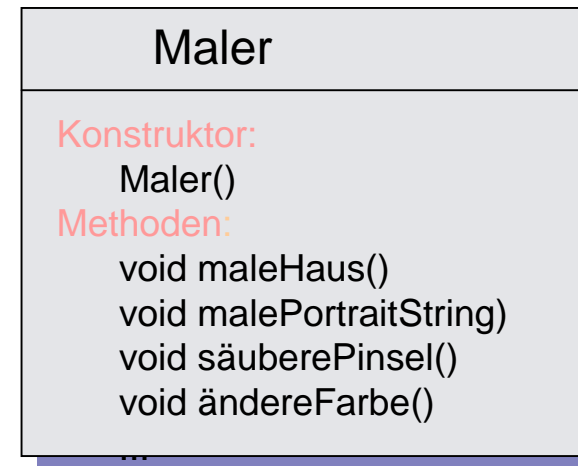 Maler
Konstruktor:
Maler()
Methoden:
void maleHaus()
void malePortraitString)
void säuberePinsel()
void ändereFarbe()
...